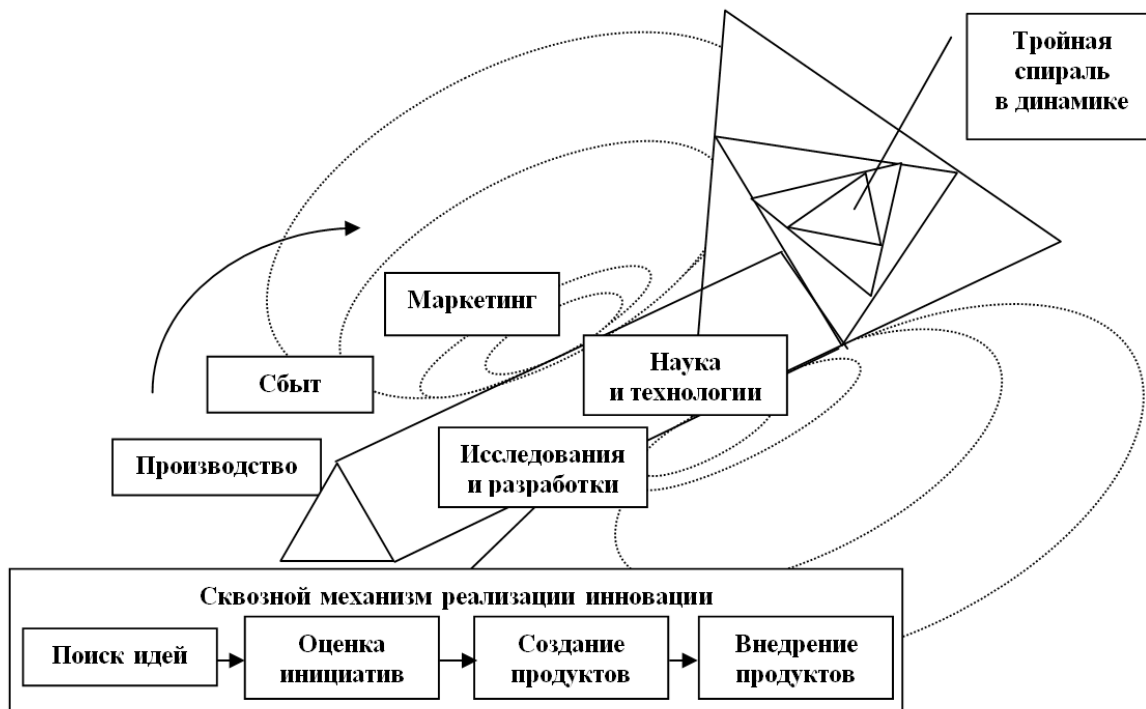 Тройная
спираль
в динамике
Маркетинг
Сбыт
Наука
и технологии
Производство
Исследования
и разработки
Сквозной механизм реализации инновации
Поиск идей
Оценка
инициатив
Создание
продуктов
Внедрение
продуктов